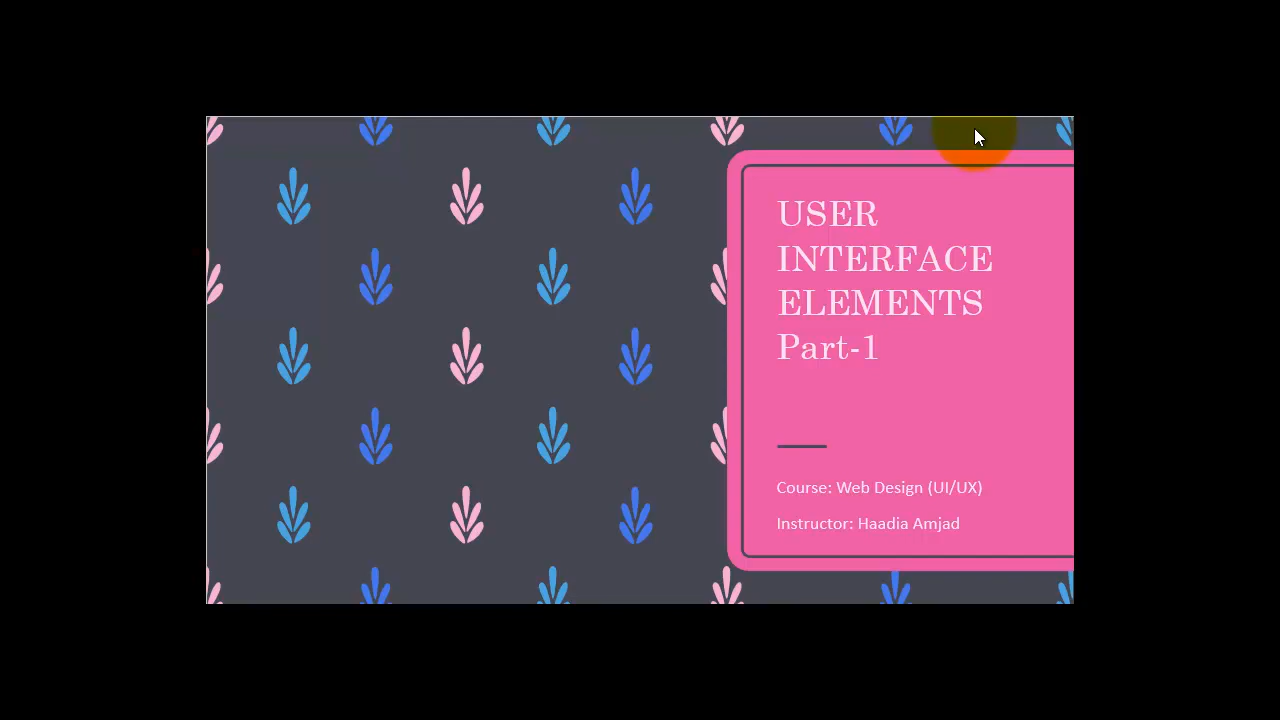 USER
INTERFACE
ELEMENTS
Part-1
Course: Web Design (UI/UX)
Instructor: Haadia Amjad